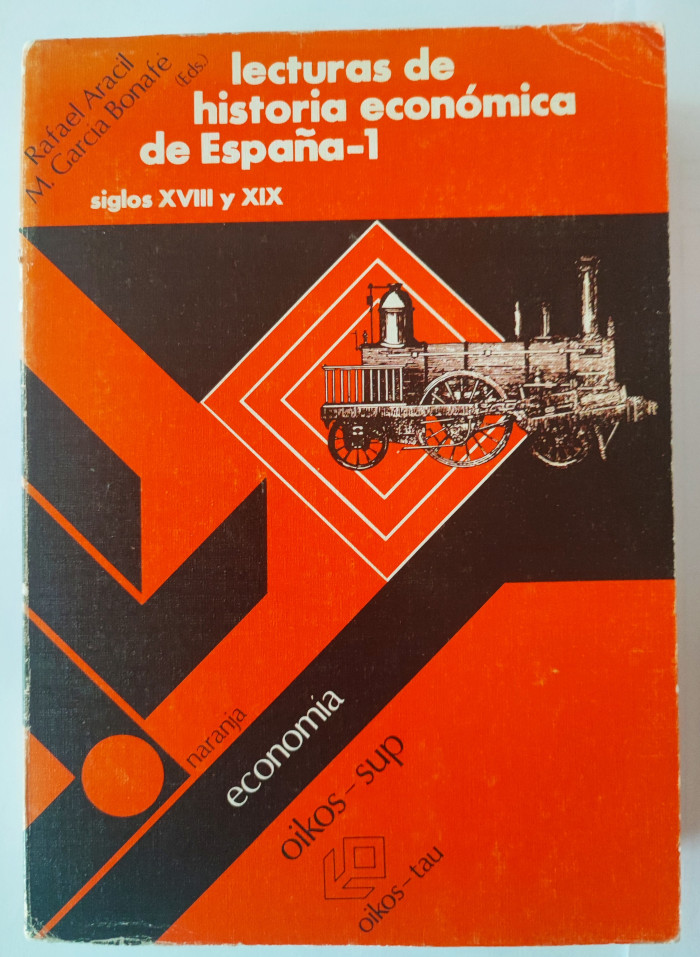 Rafael Aracil
M. García Bonafé
(Eds.)
lecturas de
historia económica
de España-1
siglos XVIII y XIX
naranja
economía
oikos-sup
oikos-tau